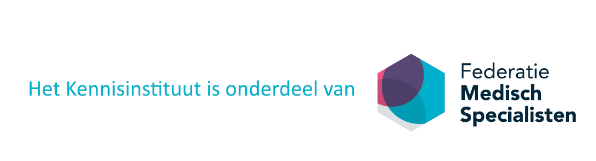 Het Kennisinstituut is onderdeel van
Federatie
Medisch
Specialisten